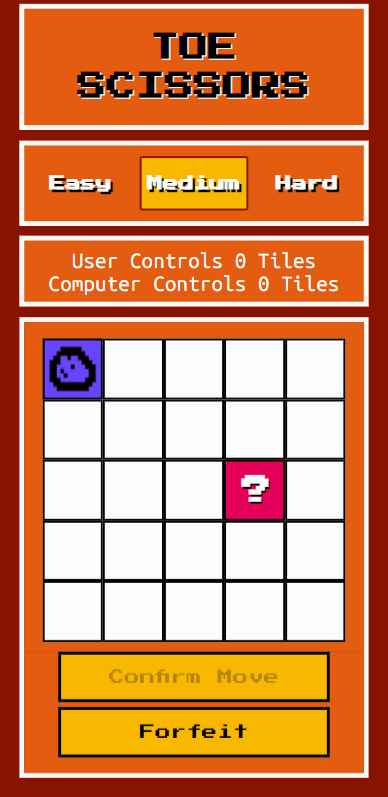 TOE
SCISSORS
Easy Medium Hard
User Controls 0 Tiles
Computer Controls 0 Tiles
?
Confirm Move
Forfeit